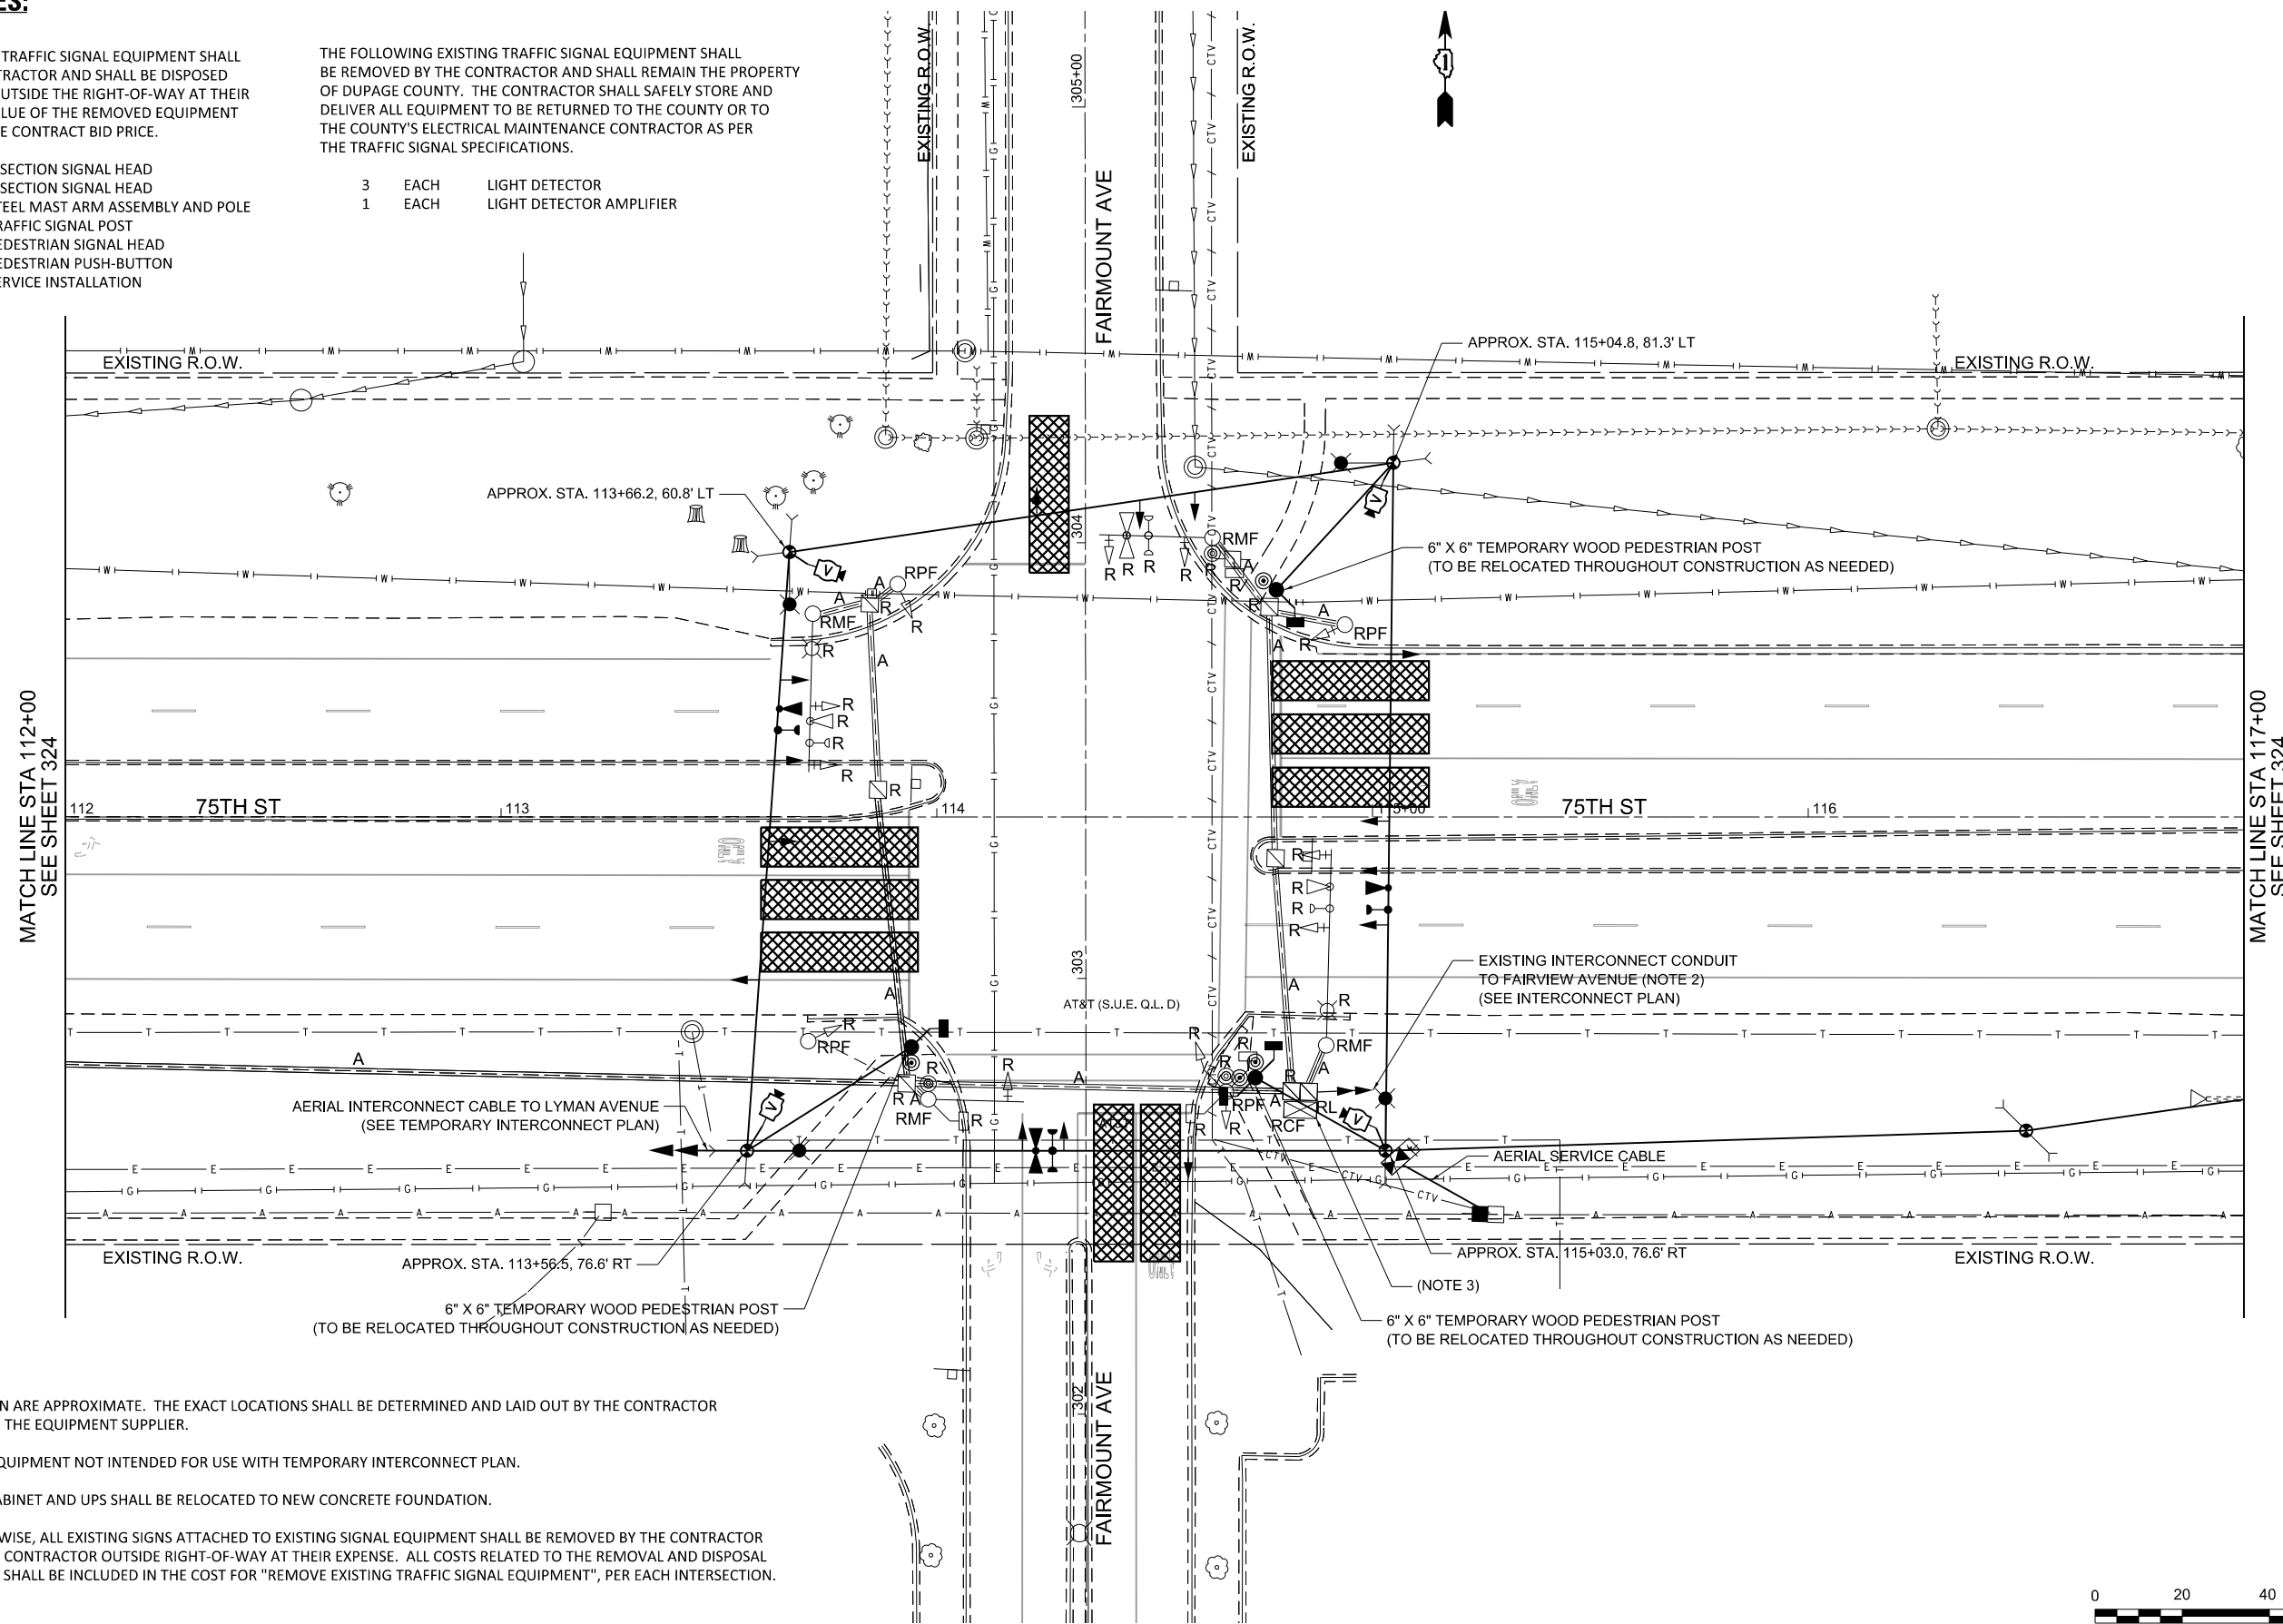 TRAFFIC SIGNAL EQUIPMENT SHALL
AND SHALL BE DISPOSED
THE RIGHT-OF-WAY AT THEIR
OF THE REMOVED EQUIPMENT
CONTRACT BID PRICE.
SECTION SIGNAL HEAD
SECTION SIGNAL HEAD
MAST ARM ASSEMBLY AND POLE
SIGNAL POST
SIGNAL HEAD
PUSH-BUTTON
INSTALLATION
THE FOLLOWING EXISTING TRAFFIC SIGNAL EQUIPMENT SHALL
BE REMOVED BY THE CONTRACTOR AND SHALL REMAIN THE PROPERTY
OF DUPAGE COUNTY. THE CONTRACTOR SHALL SAFELY STORE AND
DELIVER ALL EQUIPMENT TO BE RETURNED TO THE COUNTY OR TO
THE COUNTY'S ELECTRICAL MAINTENANCE CONTRACTOR AS PER
THE TRAFFIC SIGNAL SPECIFICATIONS.
3 EACH LIGHT DETECTOR
1 EACH LIGHT DETECTOR AMPLIFIER
EXISTING R.O.W.
305+00
FAIRMOUNT AVE
EXISTING R.O.W.
1
EXISTING R.O.W.
APPROX. STA. 115+04.8, 81.3' LT
EXISTING R.O.W.
APPROX. STA. 113+66.2, 60.8' LT
304
RMF
6" X 6" TEMPORARY WOOD PEDESTRIAN POST
(TO BE RELOCATED THROUGHOUT CONSTRUCTION AS NEEDED)
RPF
RMF
RPF
MATCH LINE STA 112+00
SEE SHEET 324
112
75TH ST
113
114
115+00
75TH ST
116
MATCH LINE STA 117+00
SEE SHEET 324
303
AT&T (S.U.E. Q.L. D)
EXISTING INTERCONNECT CONDUIT
TO FAIRVIEW AVENUE (NOTE 2)
(SEE INTERCONNECT PLAN)
RPF
RMF
AERIAL INTERCONNECT CABLE TO LYMAN AVENUE
(SEE TEMPORARY INTERCONNECT PLAN)
RMF
RPF
RCF
RL
AERIAL SERVICE CABLE
EXISTING R.O.W.
APPROX. STA. 113+56.5, 76.6' RT
APPROX. STA. 115+03.0, 76.6' RT
EXISTING R.O.W.
(NOTE 3)
6" X 6" TEMPORARY WOOD PEDESTRIAN POST
(TO BE RELOCATED THROUGHOUT CONSTRUCTION AS NEEDED)
6" X 6" TEMPORARY WOOD PEDESTRIAN POST
(TO BE RELOCATED THROUGHOUT CONSTRUCTION AS NEEDED)
302
FAIRMOUNT AVE
ARE APPROXIMATE. THE EXACT LOCATIONS SHALL BE DETERMINED AND LAID OUT BY THE CONTRACTOR
THE EQUIPMENT SUPPLIER.
NOT INTENDED FOR USE WITH TEMPORARY INTERCONNECT PLAN.
AND UPS SHALL BE RELOCATED TO NEW CONCRETE FOUNDATION.
ALL EXISTING SIGNS ATTACHED TO EXISTING SIGNAL EQUIPMENT SHALL BE REMOVED BY THE CONTRACTOR
CONTRACTOR OUTSIDE RIGHT-OF-WAY AT THEIR EXPENSE. ALL COSTS RELATED TO THE REMOVAL AND DISPOSAL
SHALL BE INCLUDED IN THE COST FOR "REMOVE EXISTING TRAFFIC SIGNAL EQUIPMENT", PER EACH INTERSECTION.
0 20 40